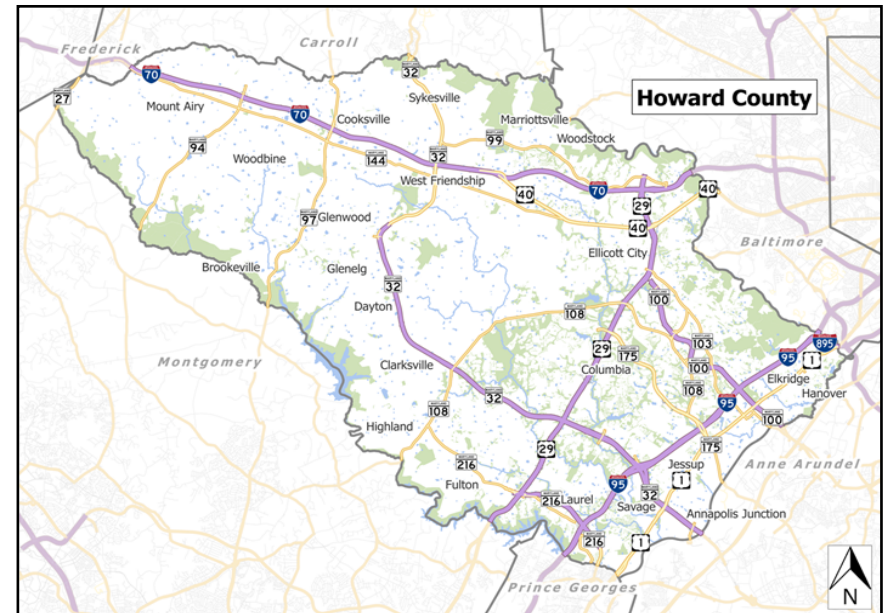 Frederick
Carroll
Howard County
70
32
27
Mount Airy
Sykesville
70
Cooksville
Marriottsville
Woodstock
94
99
Woodbine
144
32
West Friendship
40
70
40
29
97
Glenwood
40
Baltimore
Ellicott City
Brookeville
Glenelg
32
100
Dayton
108
103
895
Montgomery
29
175
95
1
Clarksville
Columbia
100
Elkridge
32
108
Hanover
108
95
100
Highland
29
175
216
Jessup
Anne Arundel
Fulton
95
1
216
Laurel
32
Savage
Annapolis Junction
216
1
Prince Georges
N